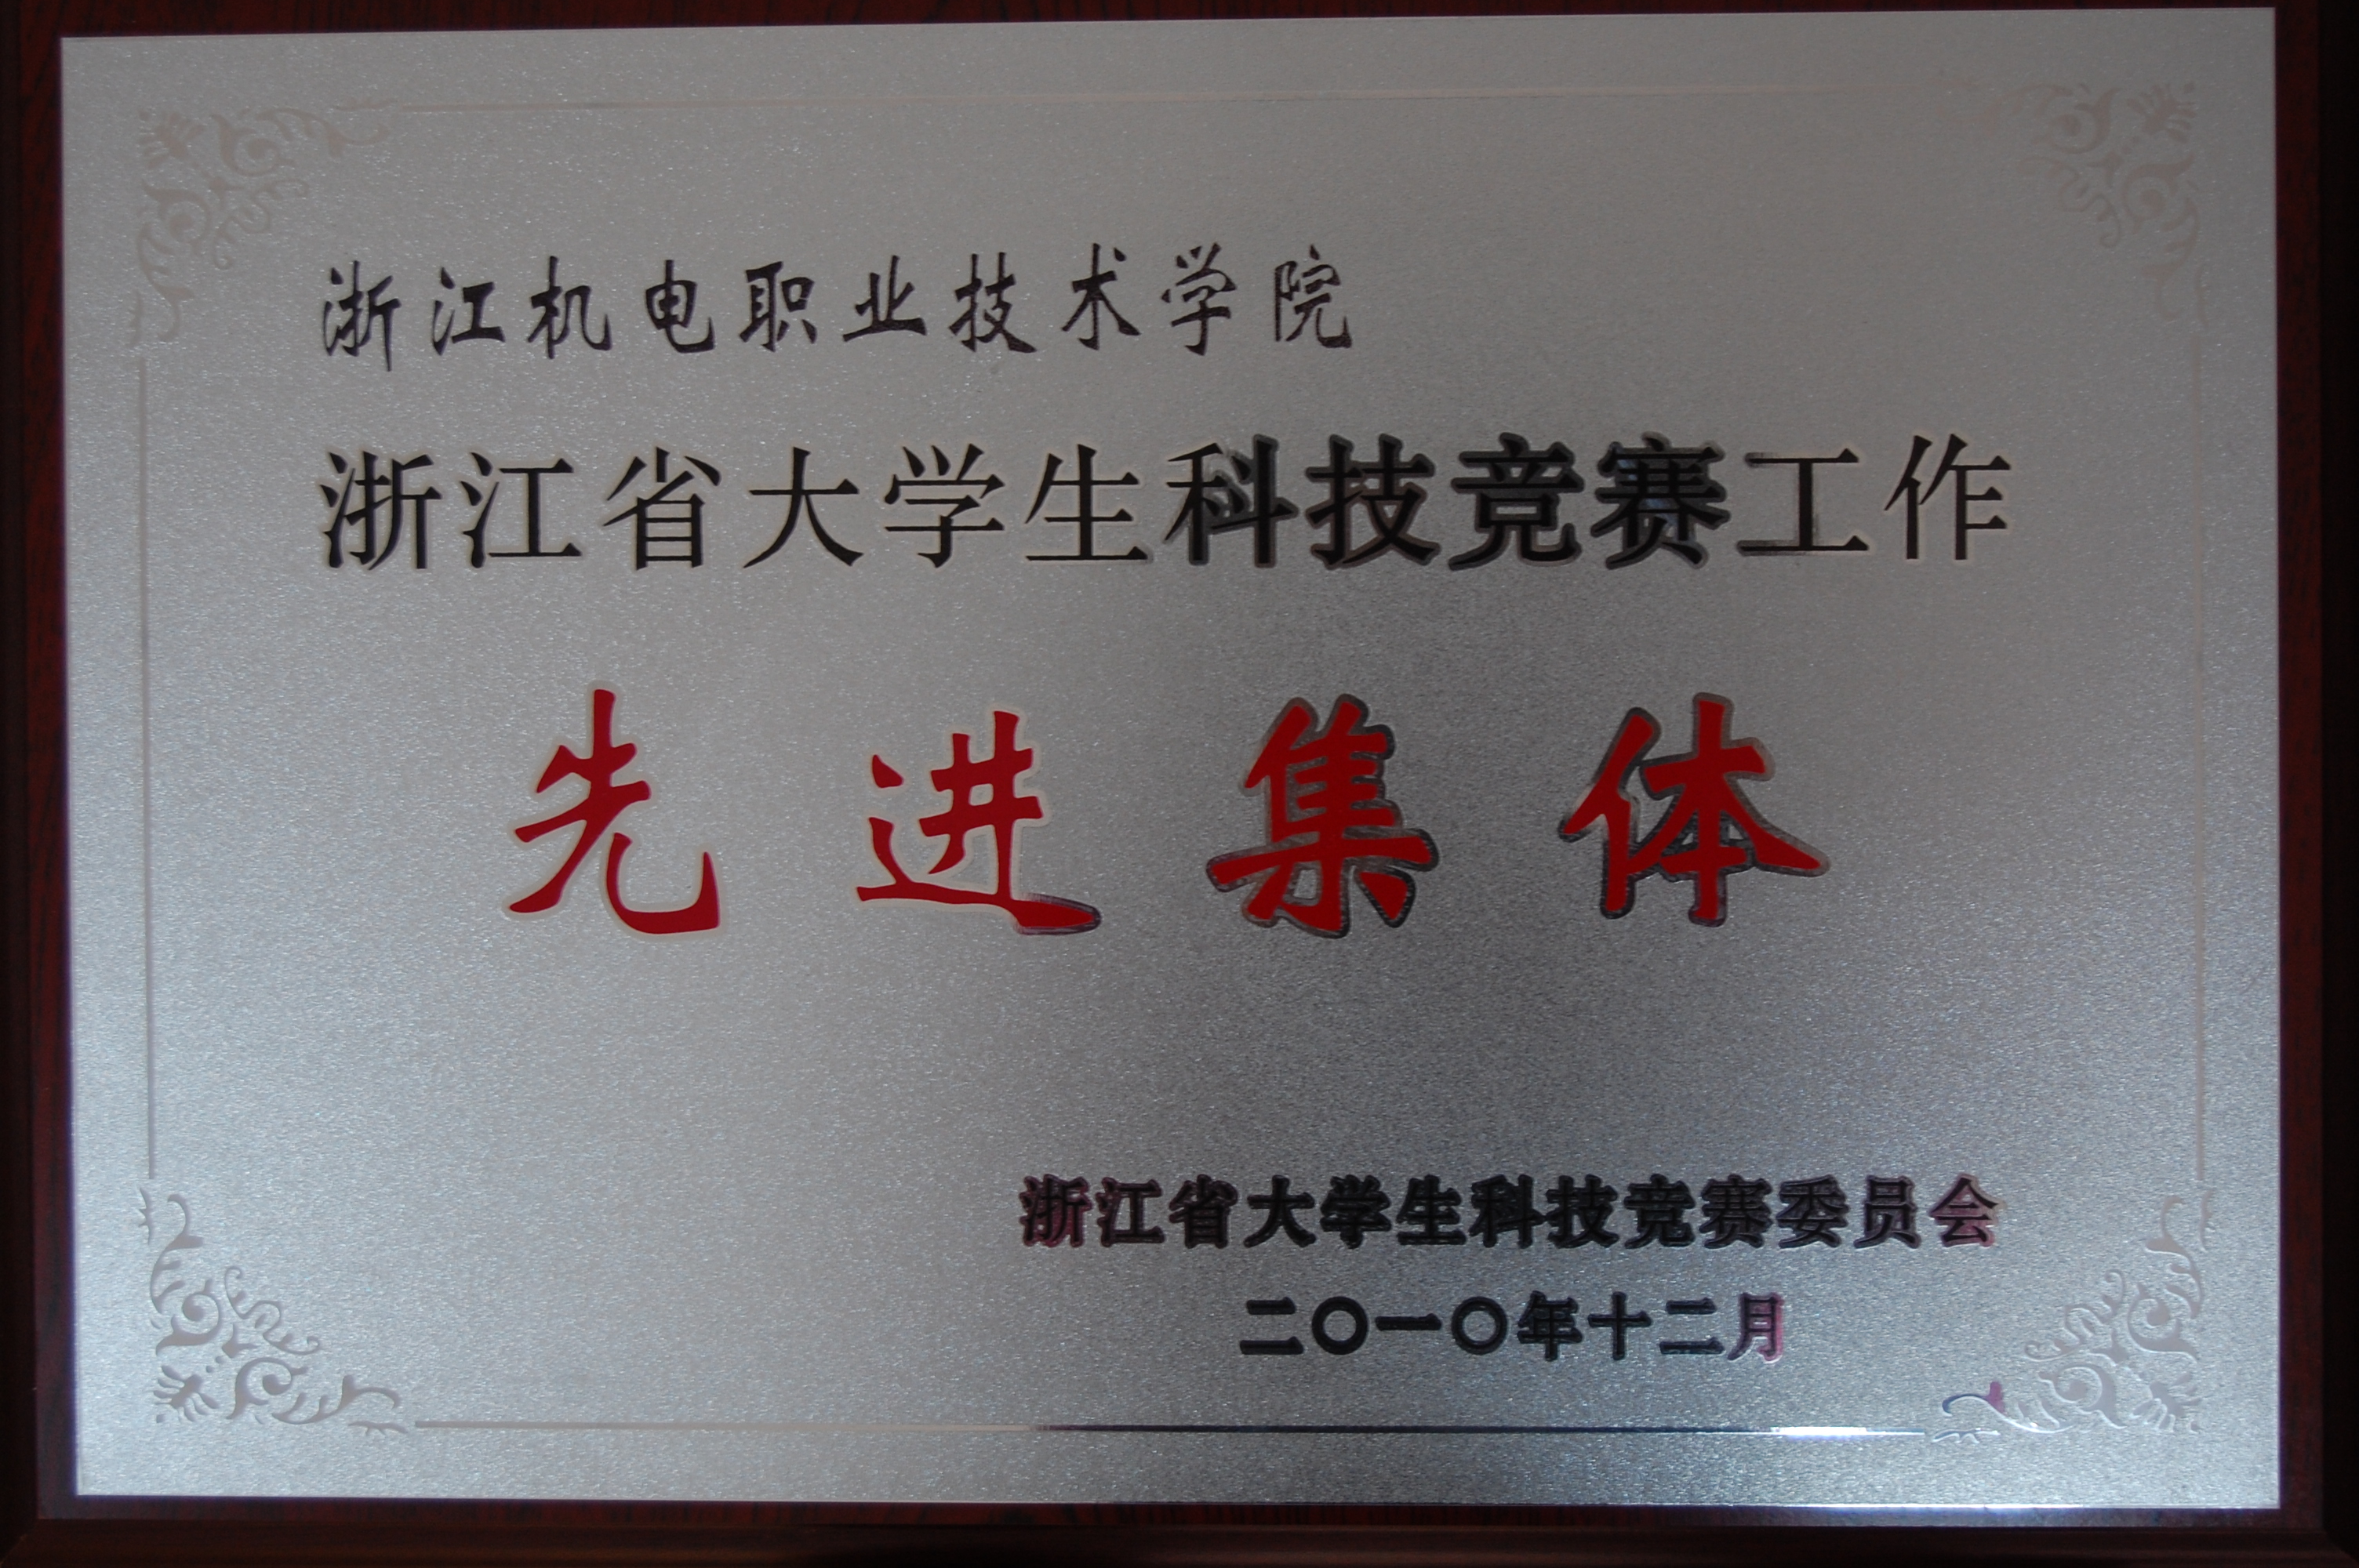 浙江机电职业技术学院
浙江省大学生科技竞赛工作
先进集体
浙江省大学生科技竞赛委员会
二〇一〇年十二月